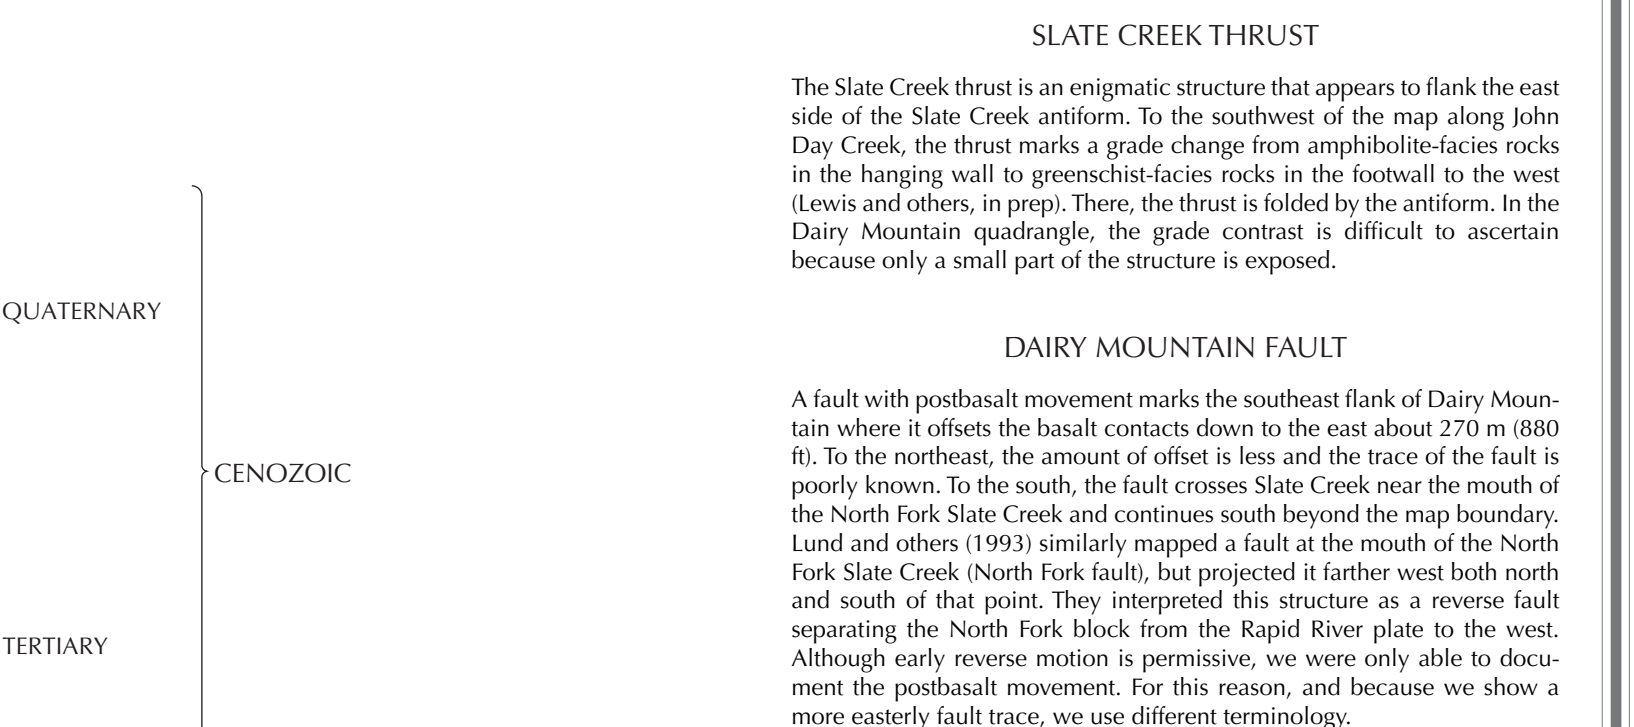 QUATERNARY
TERTIARY
CENOZOIC
SLATE CREEK THRUST
The Slate Creek thrust is an enigmatic structure that appears to flank the east
side of the Slate Creek antiform. To the southwest of the map along John
Day Creek, the thrust marks a grade change from amphibolite-facies rocks
in the hanging wall to greenschist-facies rocks in the footwall to the west
(Lewis and others, in prep). There, the thrust is folded by the antiform. In the
Dairy Mountain quadrangle, the grade contrast is difficult to ascertain
because only a small part of the structure is exposed.
DAIRY MOUNTAIN FAULT
A fault with postbasalt movement marks the southeast flank of Dairy Moun-
tain where it offsets the basalt contacts down to the east about 270 m (880
ft). To the northeast, the amount of offset is less and the trace of the fault is
poorly known. To the south, the fault crosses Slate Creek near the mouth of
the North Fork Slate Creek and continues south beyond the map boundary.
Lund and others (1993) similarly mapped a fault at the mouth of the North
Fork Slate Creek (North Fork fault), but projected it farther west both north
and south of that point. They interpreted this structure as a reverse fault
separating the North Fork block from the Rapid River plate to the west.
Although early reverse motion is permissive, we were only able to docu-
ment the postbasalt movement. For this reason, and because we show a
more easterly fault trace, we use different terminology.